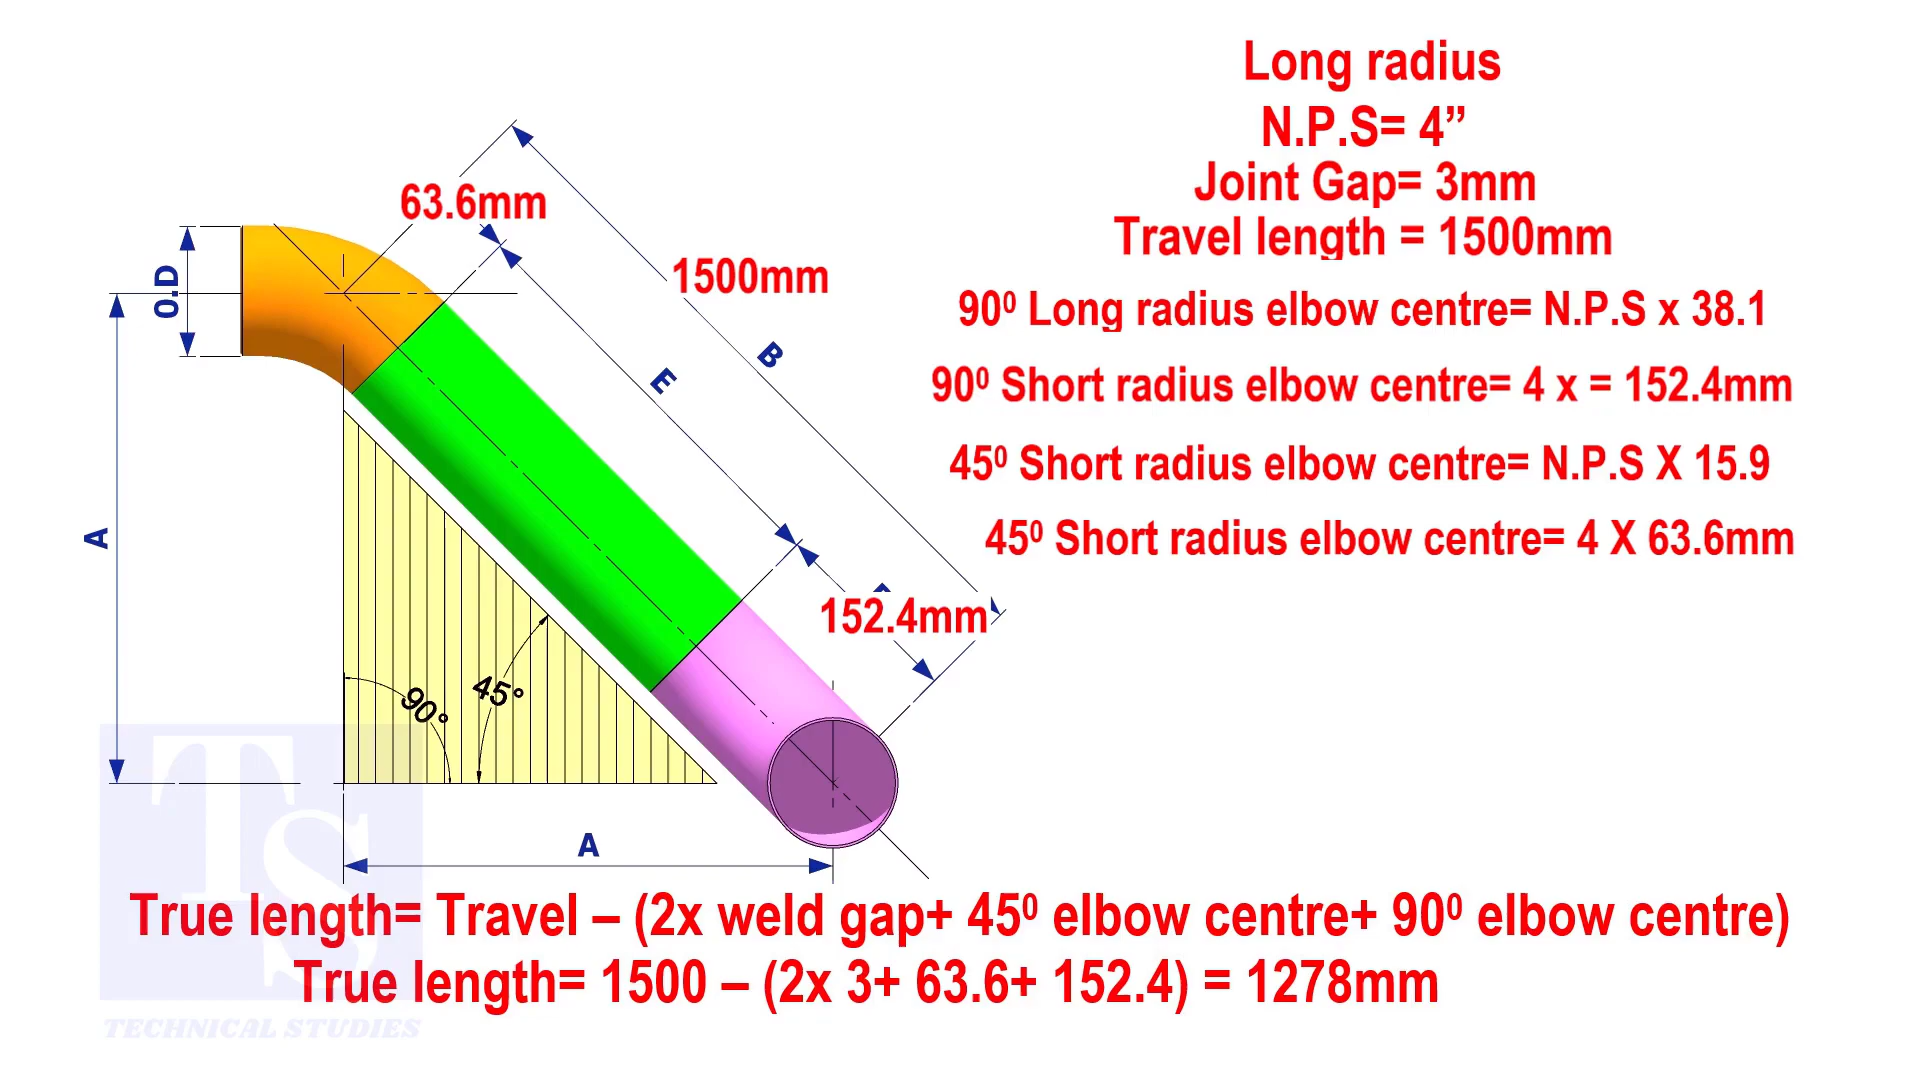 Long radius
N.P.S= 4”
Joint Gap= 3mm
Travel length = 1500mm
90⁰ Long radius elbow centre= N.P.S x 38.1
90⁰ Short radius elbow centre= 4 x = 152.4mm
45⁰ Short radius elbow centre= N.P.S X 15.9
45⁰ Short radius elbow centre= 4 X 63.6mm
63.6mm
1500mm
O.D
B
E
A
152.4mm
90°
45°
A
TS
True length= Travel – (2x weld gap+ 45⁰ elbow centre+ 90⁰ elbow centre)
True length= 1500 – (2x 3+ 63.6+ 152.4) = 1278mm
TECHNICAL STUDIES